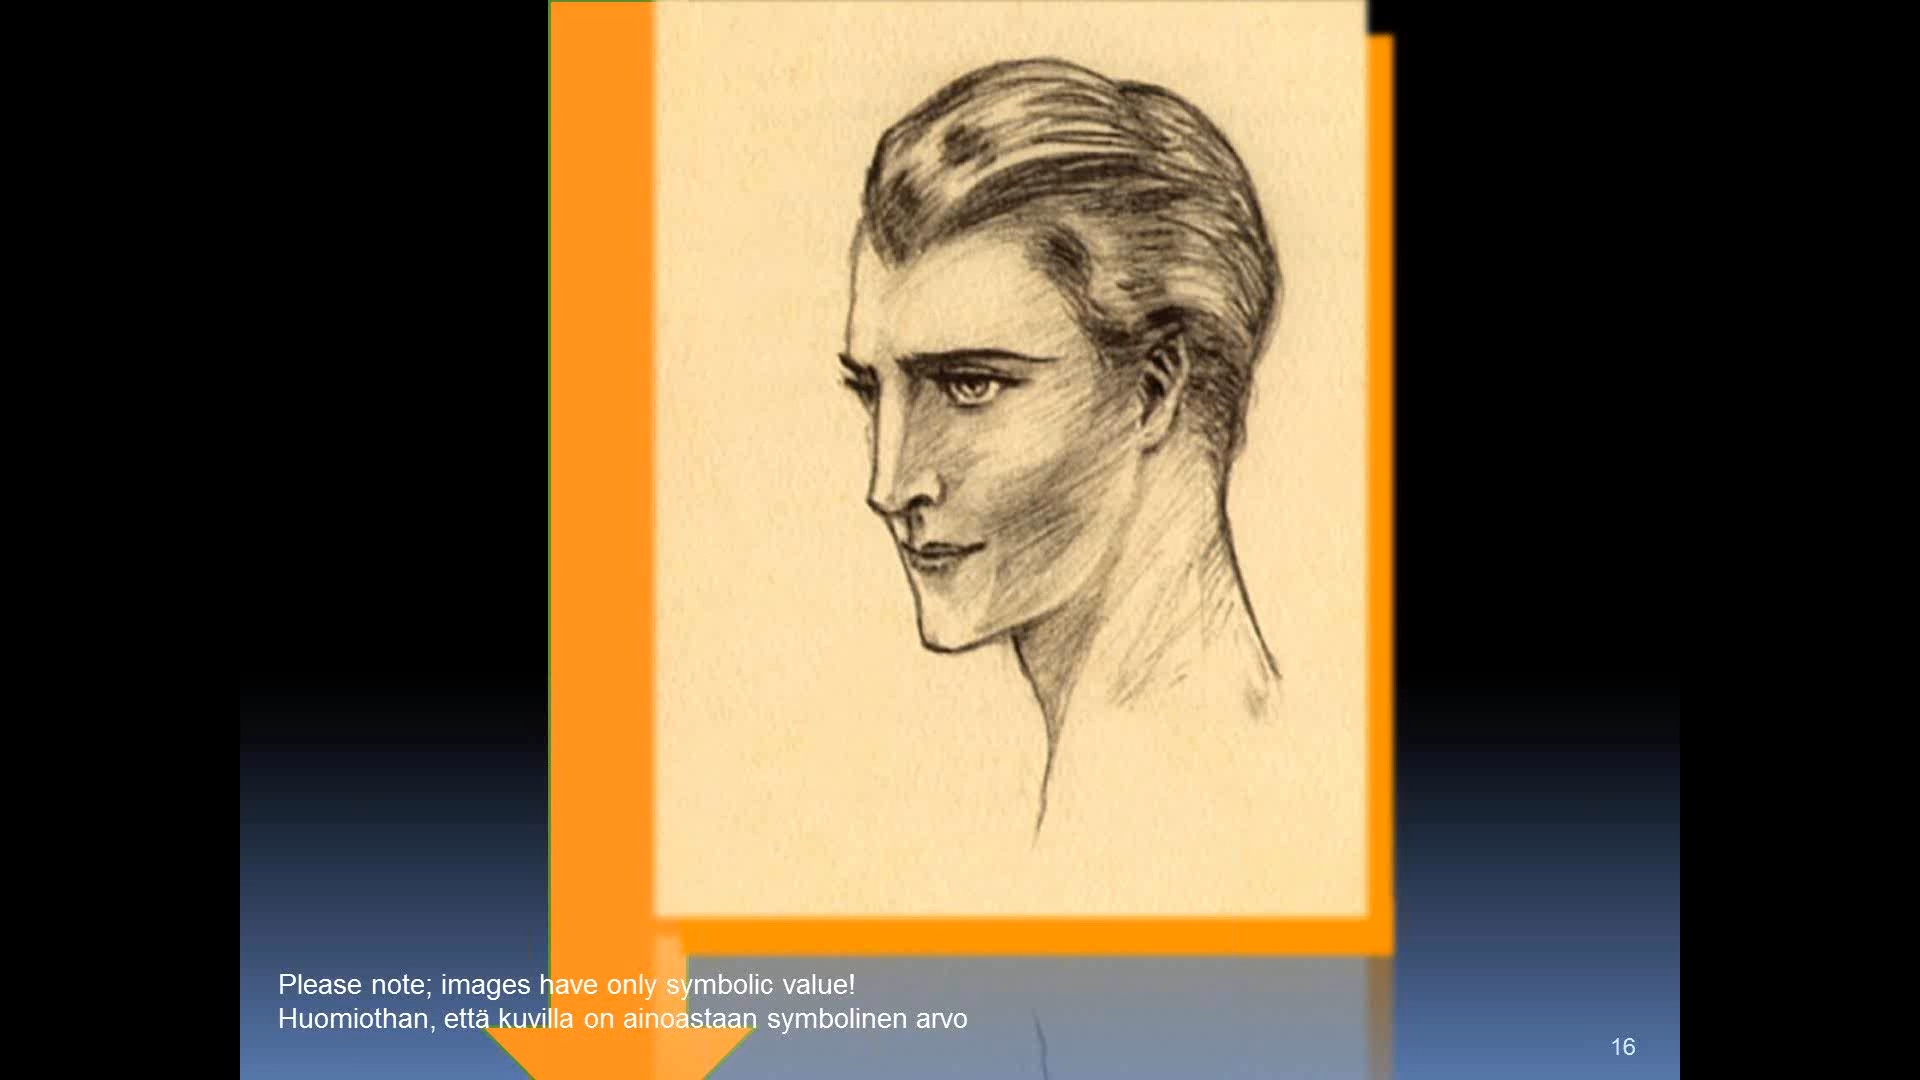 Please note; images have only symbolic value!
Huomiothan, että kuvilla on ainoastaan symbolinen arvo
16